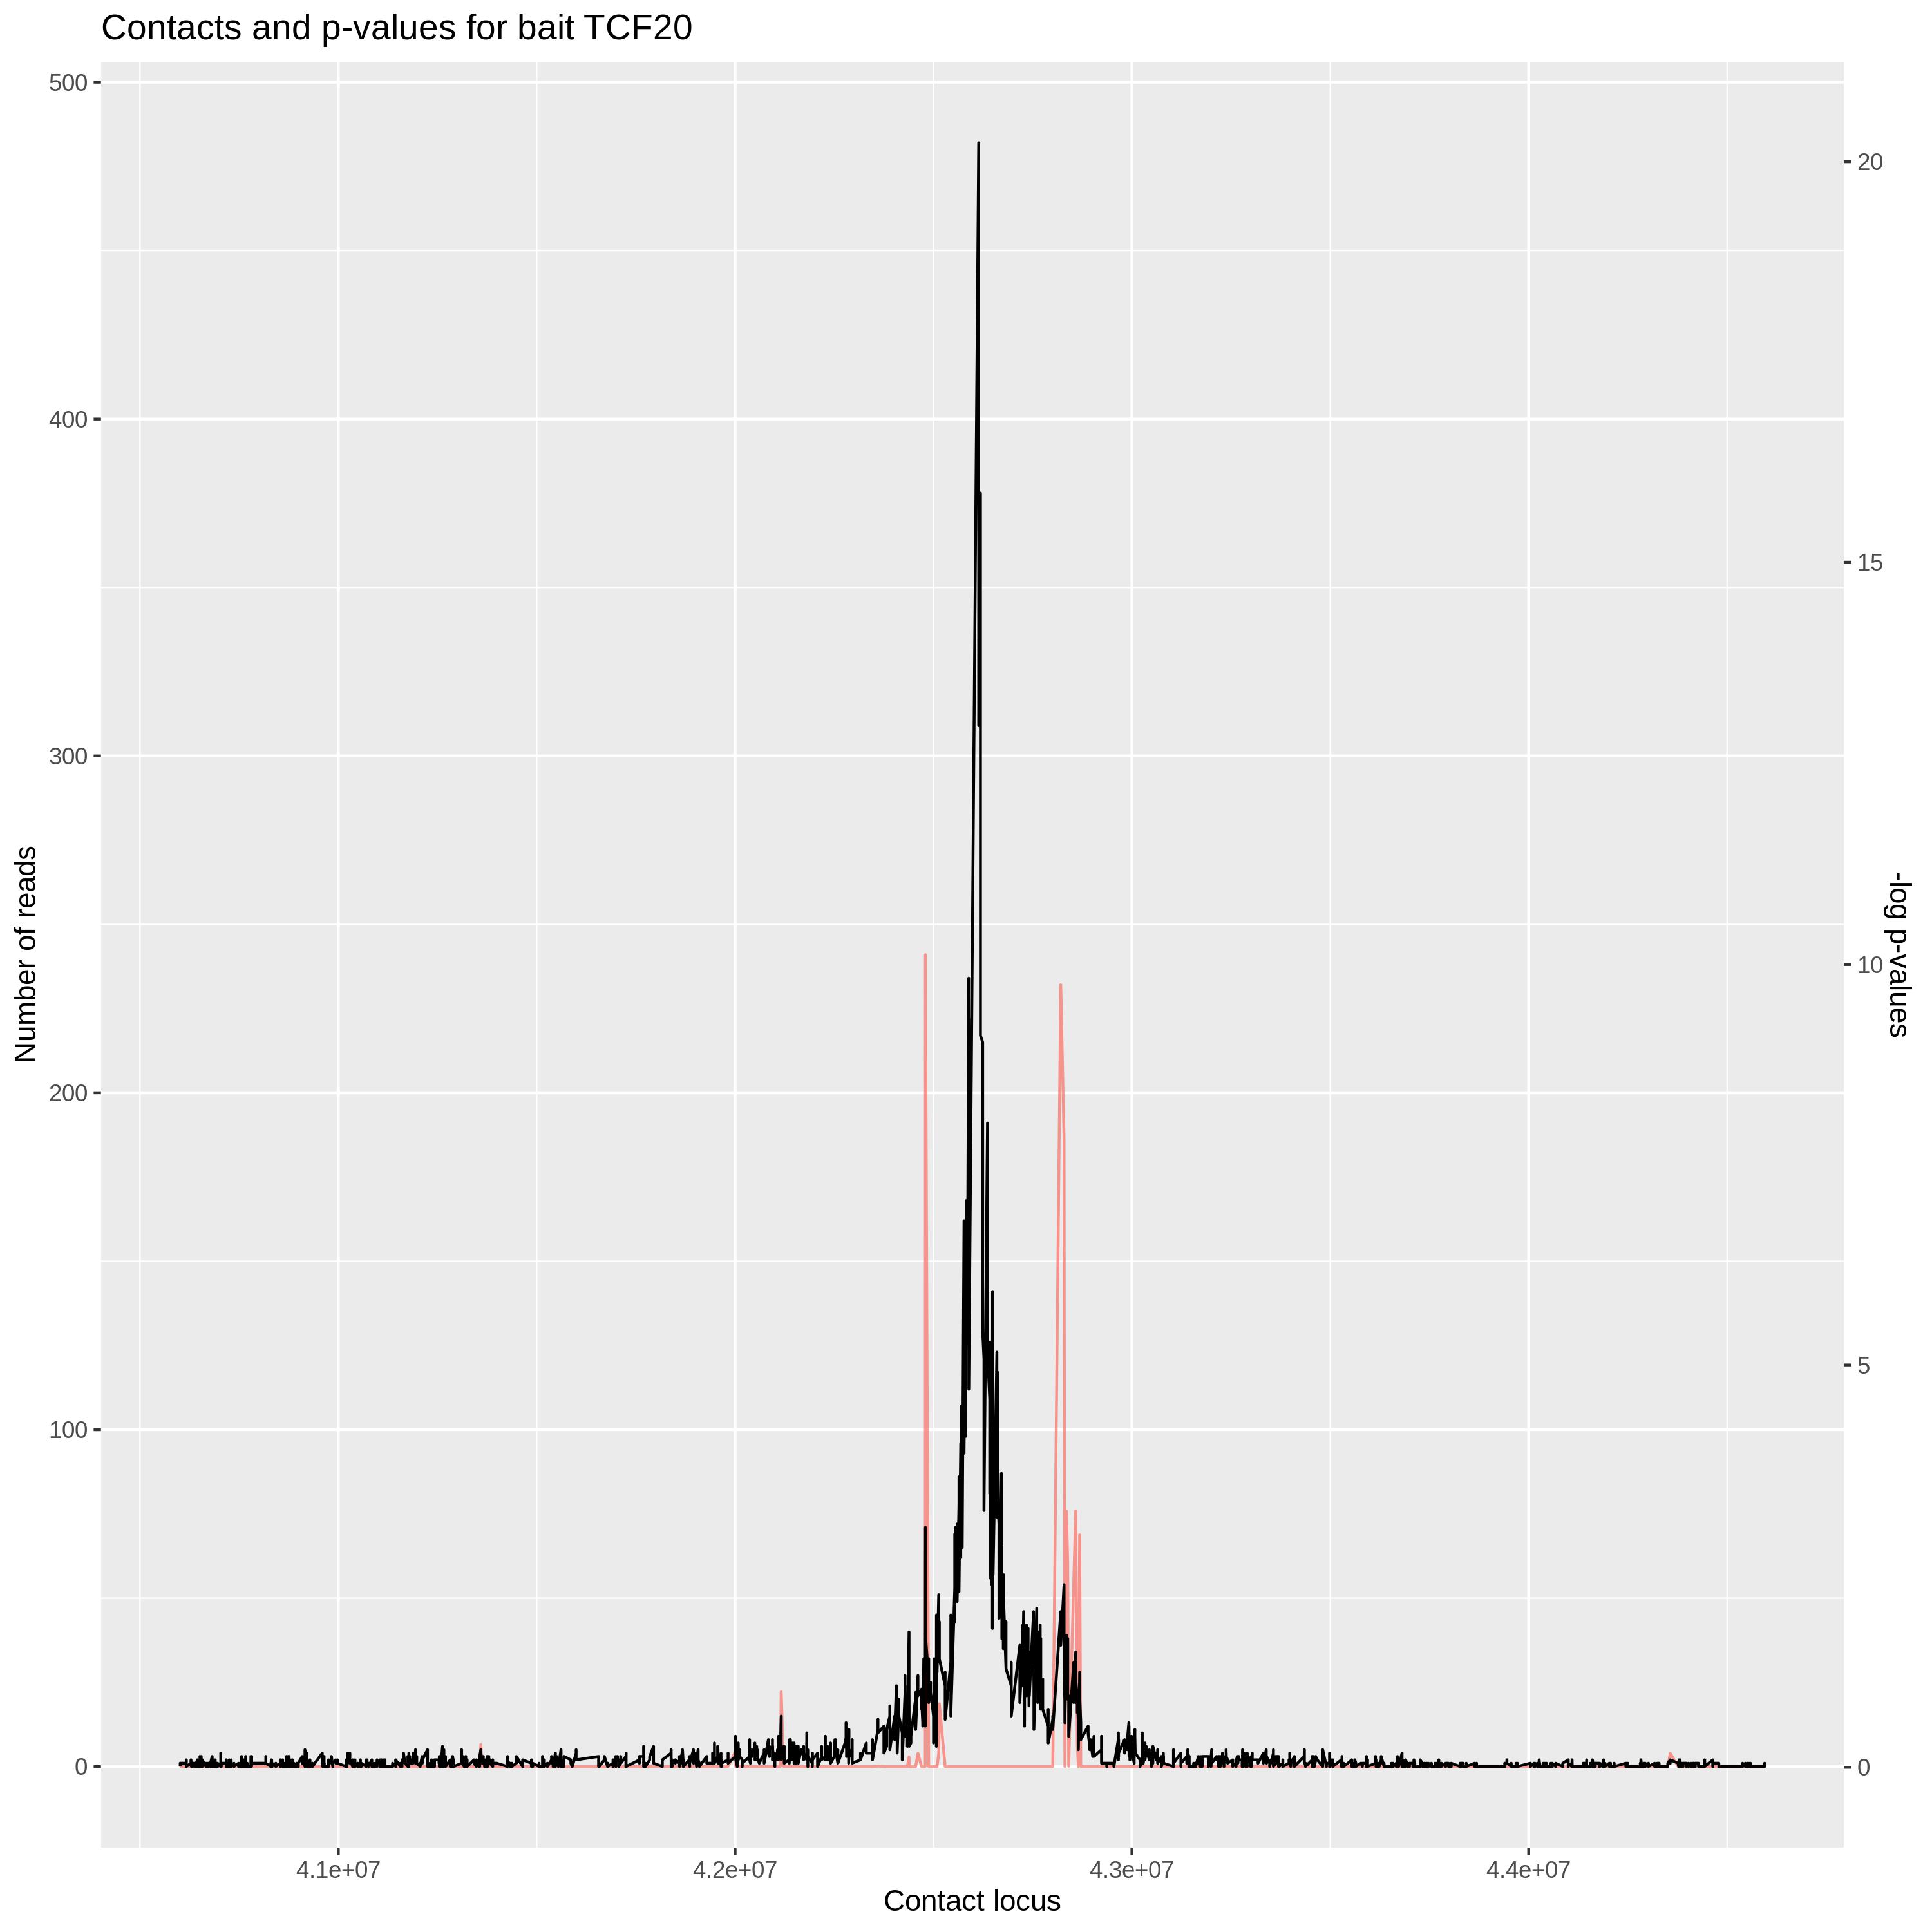 Contacts and p-values for bait TCF20
500
400
300
200
100
0
Number of reads
20
15
10
5
0
-log p-values
4.1e+07 4.2e+07 4.3e+07 4.4e+07
Contact locus